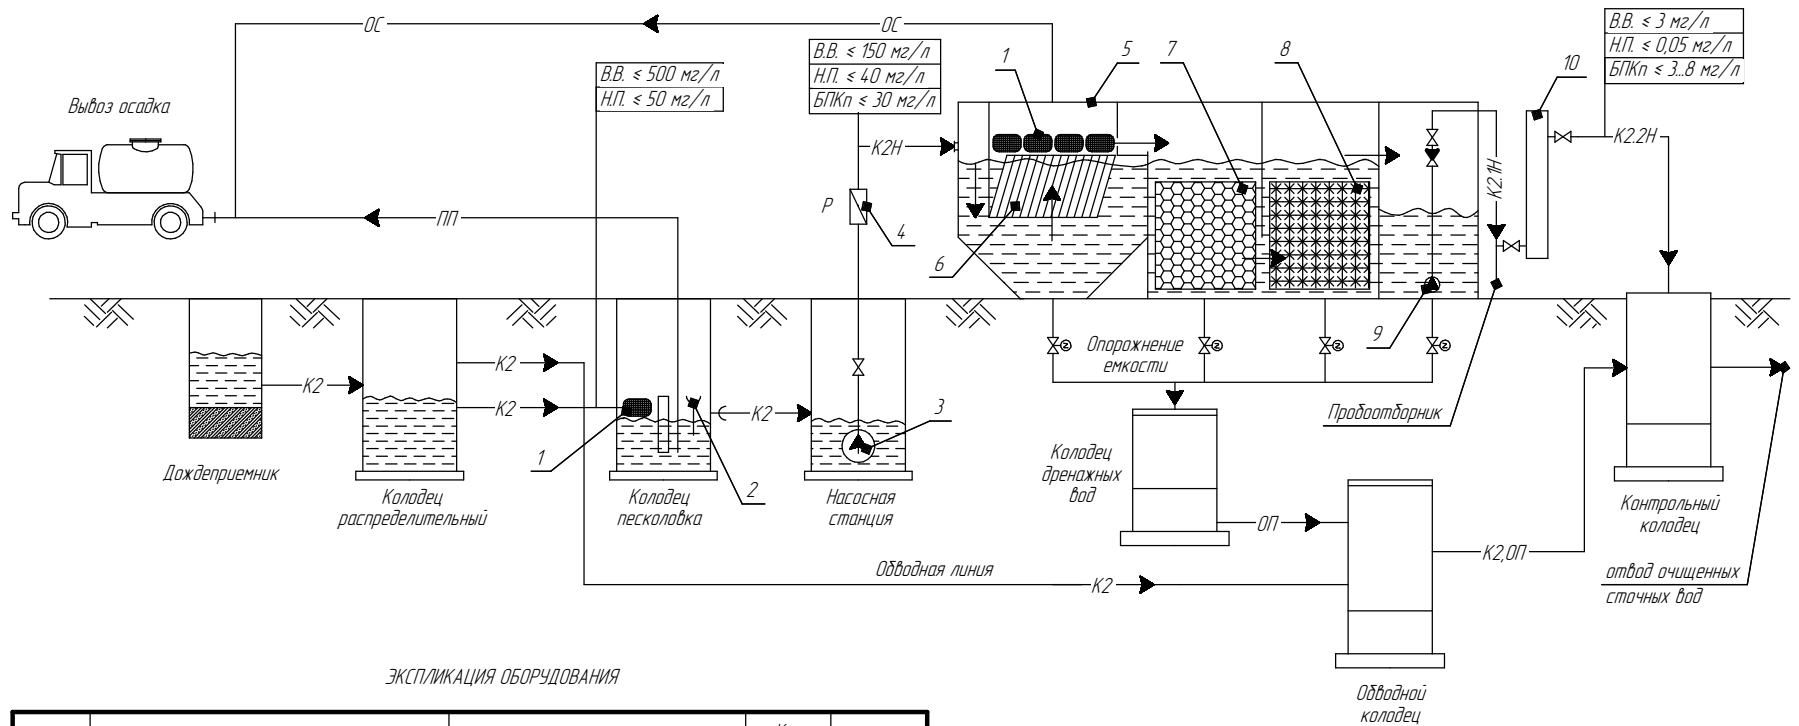 ОС
ОС
В.В. ≤ 500 мг/л
Н.П. ≤ 50 мг/л
В.В. ≤ 150 мг/л
Н.П. ≤ 40 мг/л
БПКп ≤ 30 мг/л
В.В. ≤ 3 мг/л
Н.П. ≤ 0,05 мг/л
БПКп ≤ 3...8 мг/л
1
5
7
8
10
Вывоз осадка
К2Н
К2.1Н
К2.2Н
Р
4
6
ПП
9
Опорожнение
емкости
К2
К2
К2
К2
1
2
3
Пробоотборник
Дождеприемник
Колодец
распределительный
Колодец
песколовка
Насосная
станция
Колодец
дренажных
вод
Контрольный
колодец
ОП
К2,ОП
Обводная линия
К2
отвод очищенных
сточных вод
Обводной
колодец
ЭКСПЛИКАЦИЯ ОБОРУДОВАНИЯ